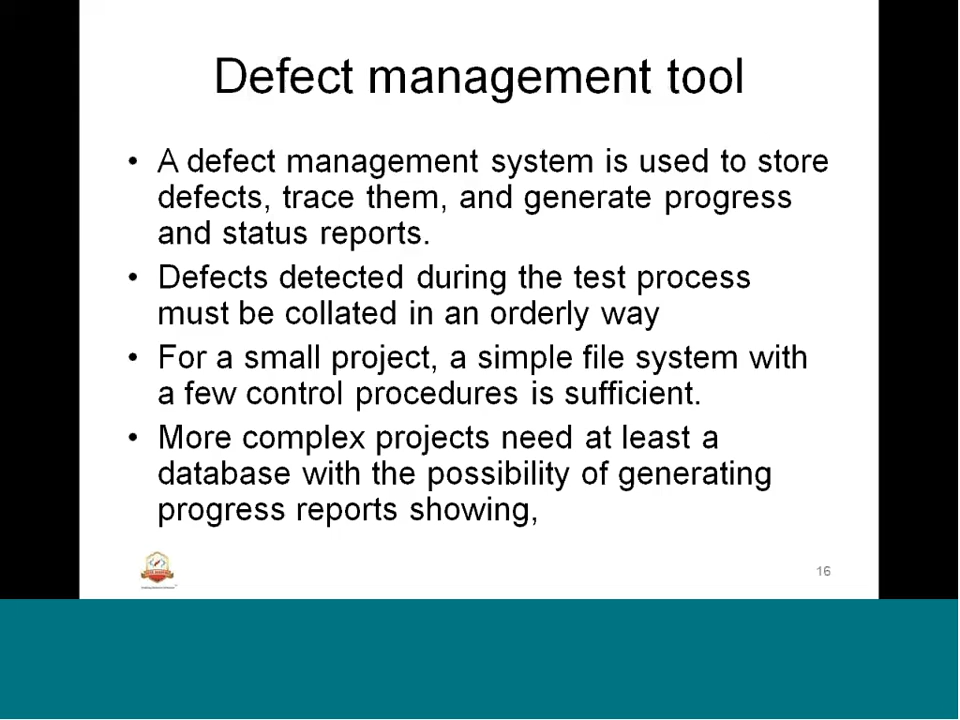 Defect management tool
• A defect management system is used to store
defects, trace them, and generate progress
and status reports.
• Defects detected during the test process
must be collated in an orderly way
• For a small project, a simple file system with
a few control procedures is sufficient.
• More complex projects need at least a
database with the possibility of generating
progress reports showing,
16